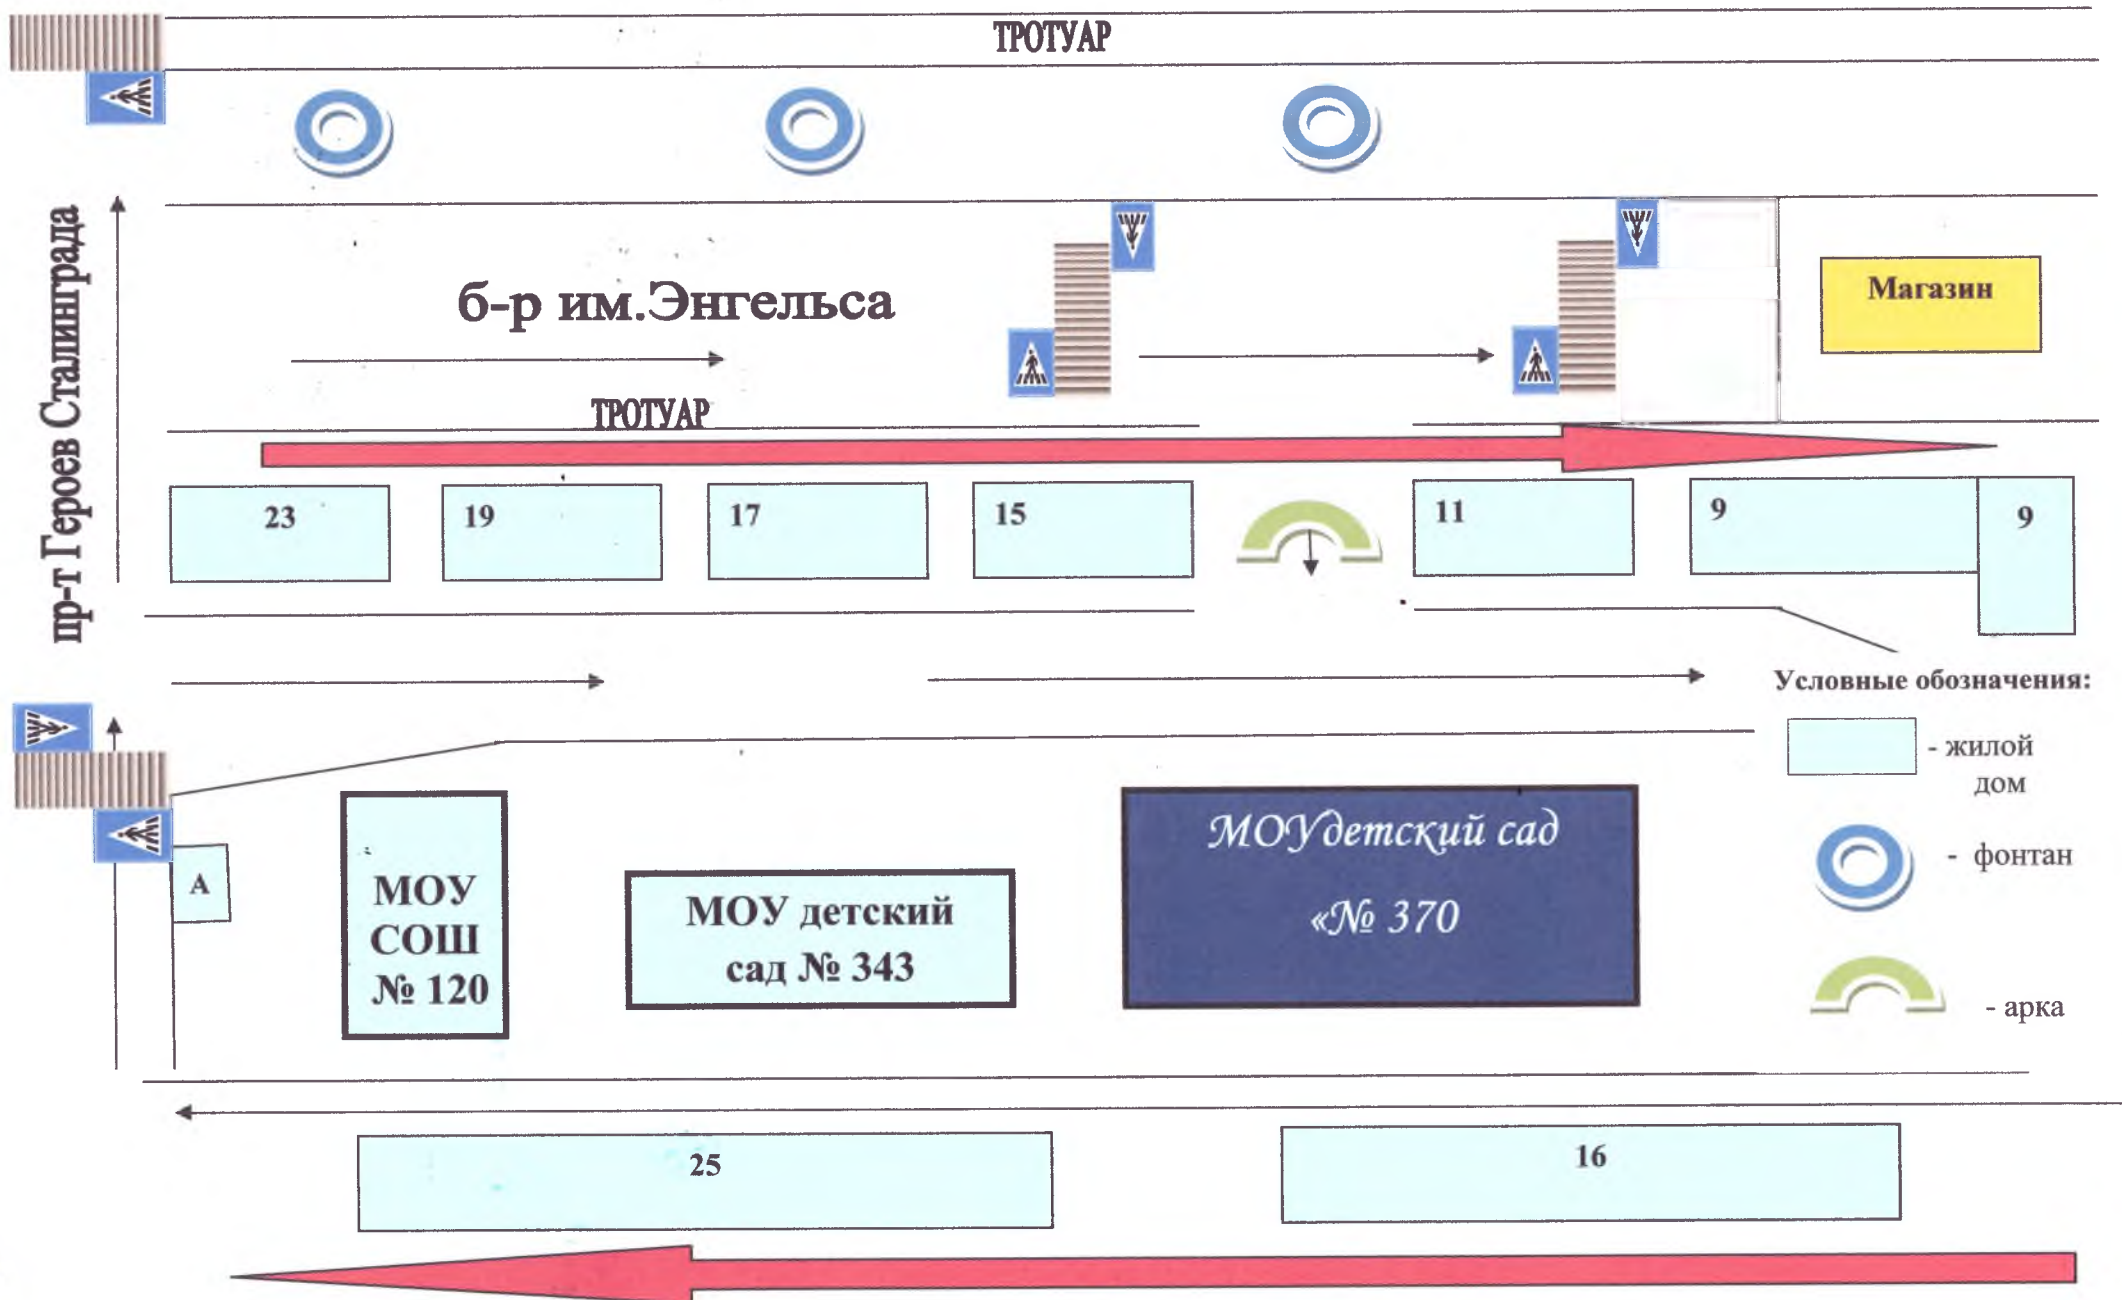 ТРОТУАР
пр-т Героев Сталинграда
б-р им.Энгельса
Магазин
ТРОТУАР
23
19
17
15
11
9
9
Условные обозначения:
- жилой
дом
- фонтан
- арка
А
МОУ
СОШ
№ 120
МОУ детский
сад № 343
МОУдетский сад
«№ 370
25
16